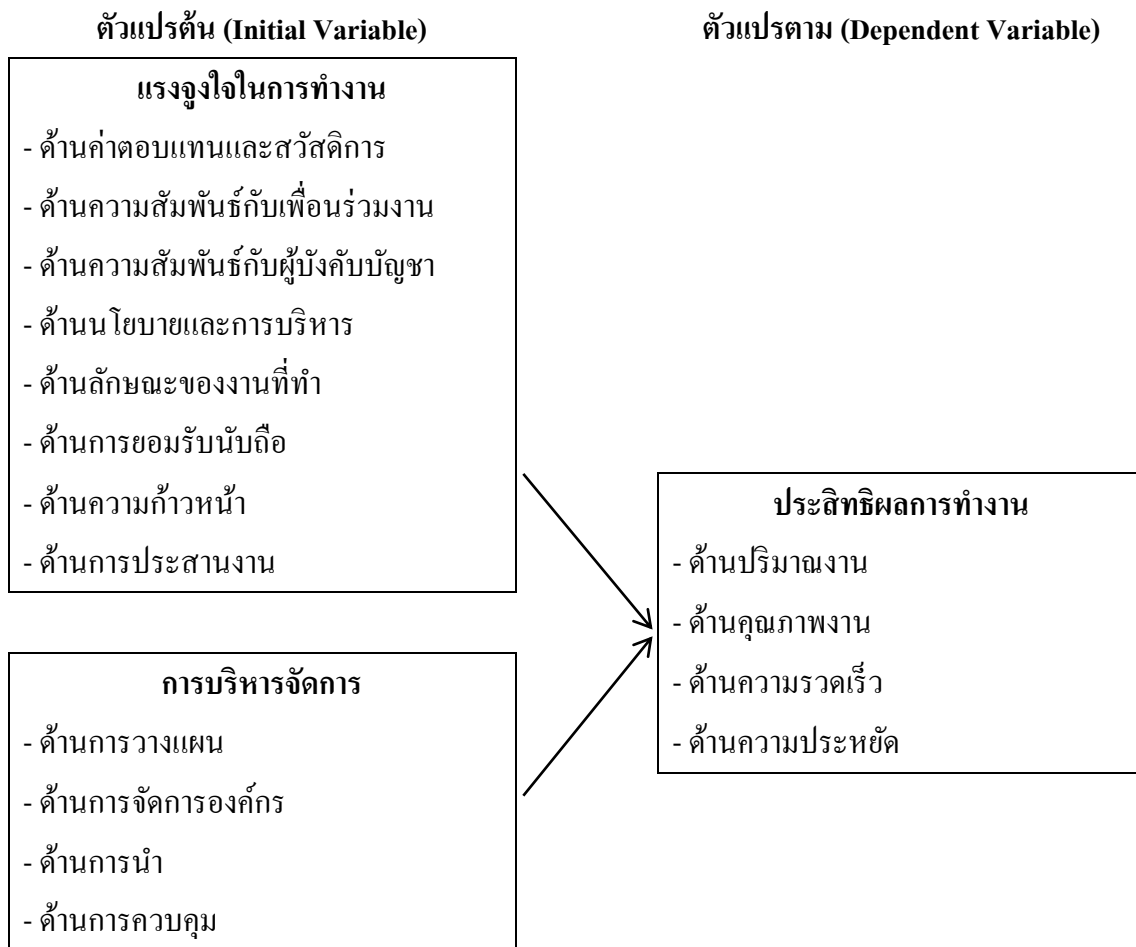 ตัวแปรต้น (Initial Variable)
ตัวแปรตาม (Dependent Variable)
แรงจูงใจในการทำงาน
- ด้านค่าตอบแทนและสวัสดิการ
- ด้านความสัมพันธ์กับเพื่อนร่วมงาน
- ด้านความสัมพันธ์กับผู้บังคับบัญชา
- ด้านนโยบายและการบริหาร
- ด้านลักษณะของงานที่ทำ
- ด้านการยอมรับนับถือ
- ด้านความก้าวหน้า
- ด้านการประสานงาน
การบริหารจัดการ
- ด้านการวางแผน
- ด้านการจัดการองค์กร
- ด้านการนำ
- ด้านการควบคุม
ประสิทธิผลการทำงาน
- ด้านปริมาณงาน
- ด้านคุณภาพงาน
- ด้านความรวดเร็ว
- ด้านความประหยัด